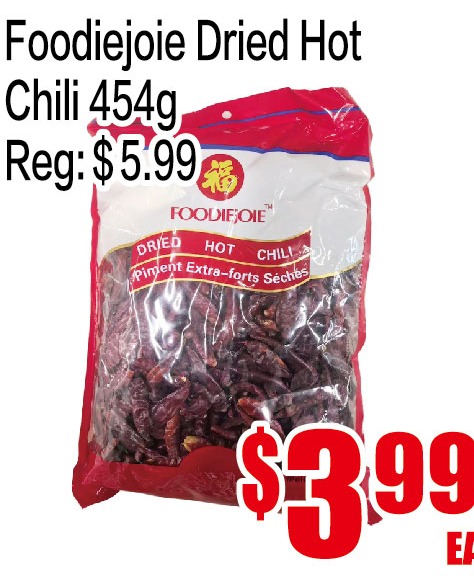 Foodiejoie Dried Hot
Chili 454g
Reg: $5.99
福
FOODIEJOIE™
DRIED HOT CHILI
Piment Extra-forts Séchés
$3.99